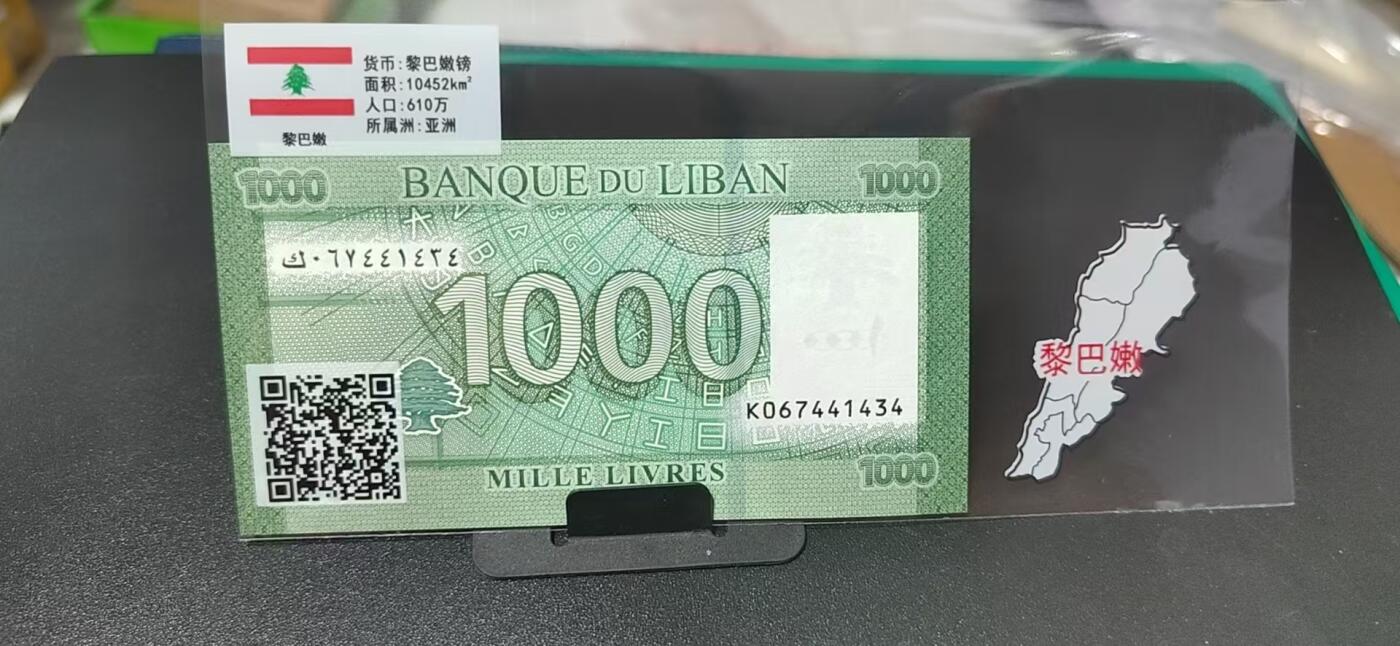 货币:黎巴嫩镑
面积:10452km²
人口:610万
所属洲:亚洲
黎巴嫩
1000 BANQUE DU LIBAN 1000
ك٠٦٧٤٤١٤٣٤
1000
黎巴嫩
K067441434
MILLE LIVRES 1000